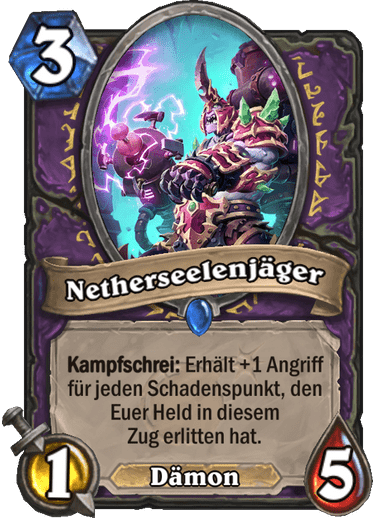 3
Netherseelenjäger
Kampfschrei: Erhält +1 Angriff
für jeden Schadenspunkt, den
Euer Held in diesem
Zug erlitten hat.
1
Dämon
5